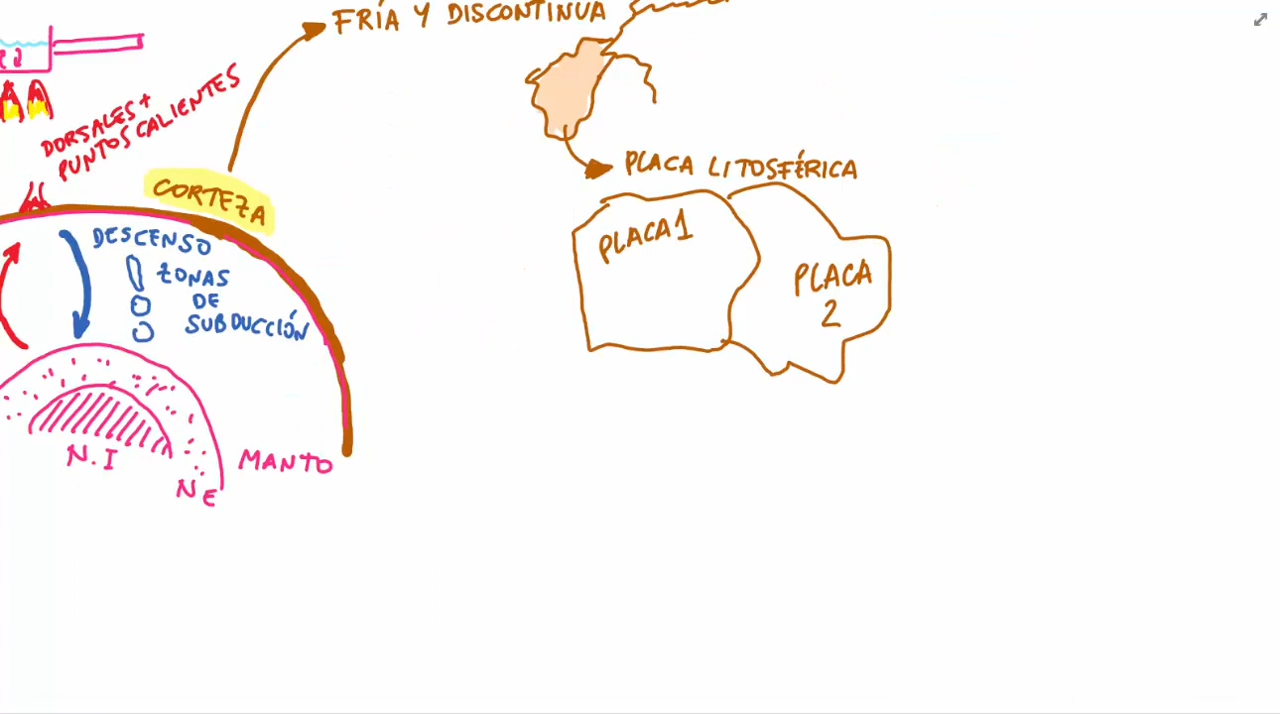 FRÍA Y DISCONTINUA
DORSALES +
PUNTOS CALIENTES
CORTEZA
PLACA LITOSFÉRICA
PLACA 1
PLACA
2
DESCENSO
ZONAS
DE
SUBDUCCIÓN
N.I
NE
MANTO